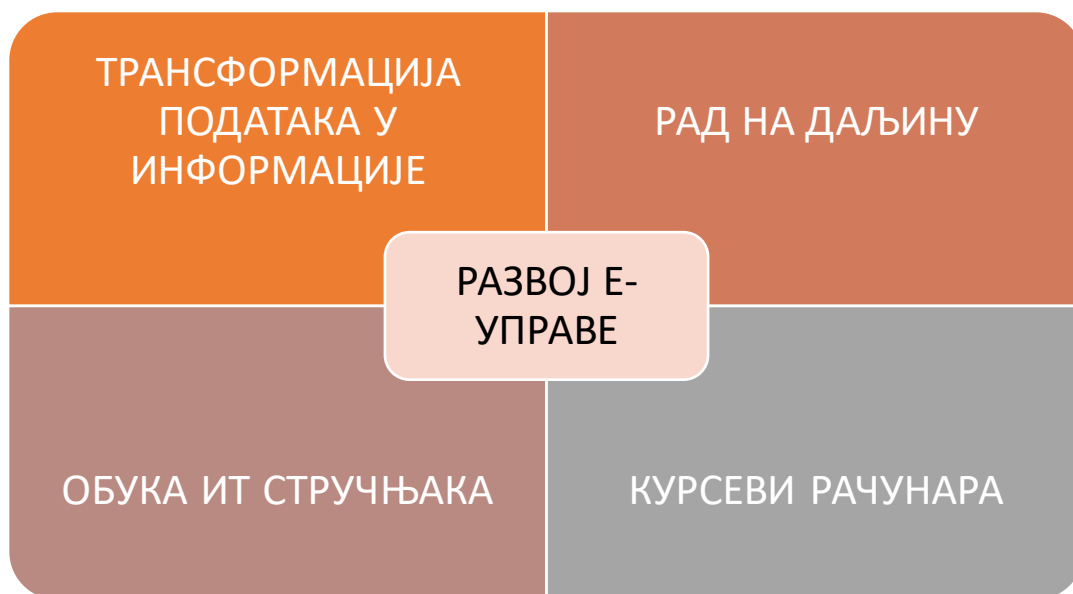 ТРАНСФОРМАЦИЈА
ПОДАТАКА У
ИНФОРМАЦИЈЕ
РАД НА ДАЉИНУ
РАЗВОЈ Е-
УПРАВЕ
ОБУКА ИТ СТРУЧЊАКА
КУРСЕВИ РАЧУНАРА